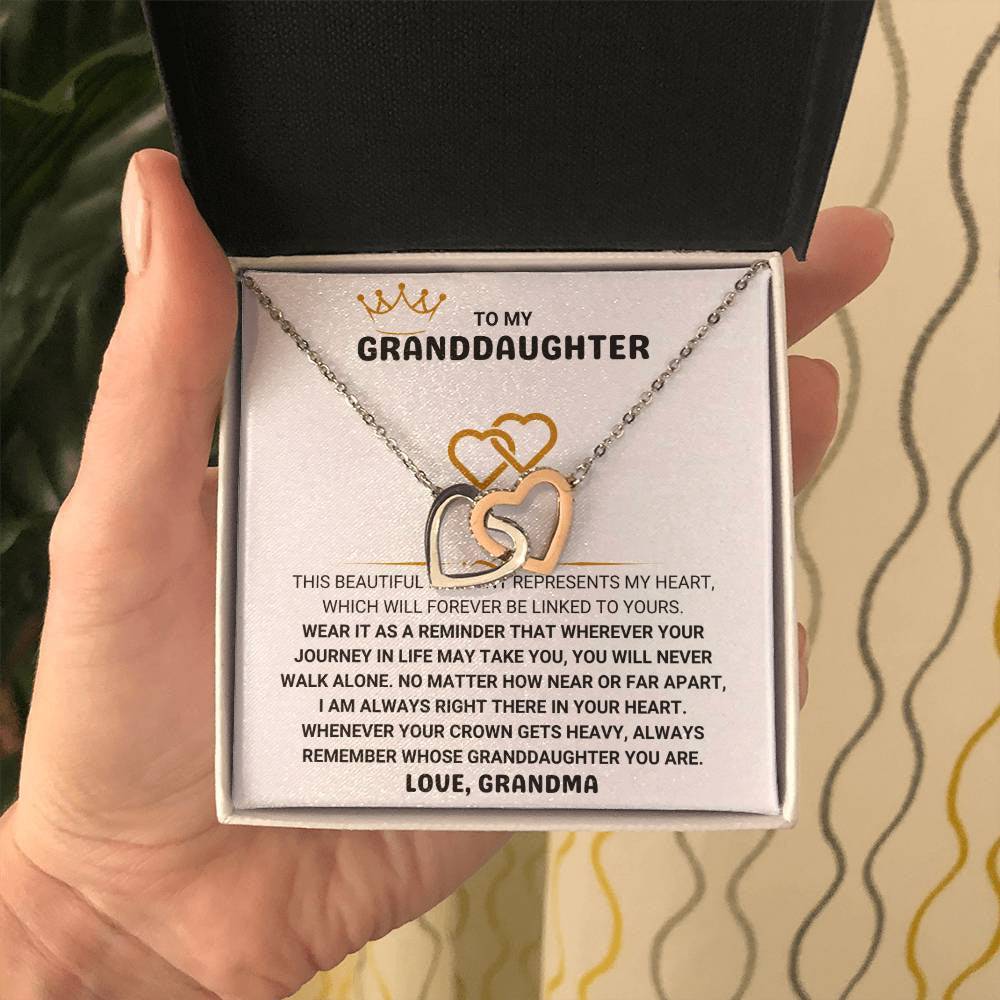 TO MY
GRANDDAUGHTER
THIS BEAUTIFUL REPRESENTS MY HEART,
WHICH WILL FOREVER BE LINKED TO YOURS.
WEAR IT AS A REMINDER THAT WHEREVER YOUR
JOURNEY IN LIFE MAY TAKE YOU, YOU WILL NEVER
WALK ALONE. NO MATTER HOW NEAR OR FAR APART,
I AM ALWAYS RIGHT THERE IN YOUR HEART.
WHENEVER YOUR CROWN GETS HEAVY, ALWAYS
REMEMBER WHOSE GRANDDAUGHTER YOU ARE.
LOVE, GRANDMA